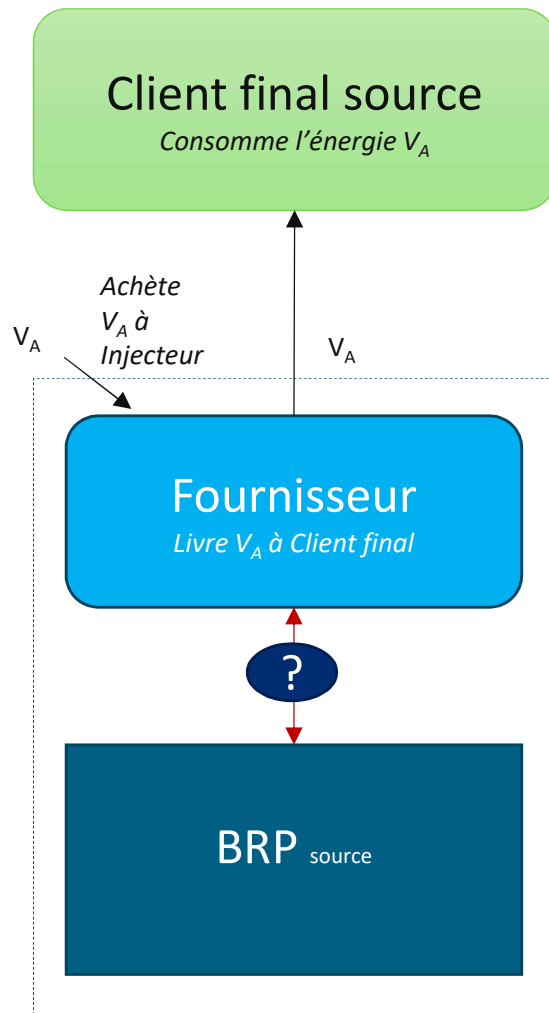 Client final source
Consomme l'énergie VA
Achète
VA à
Injecteur
VA
VA
Fournisseur
Livre VA à Client final
?
BRP source